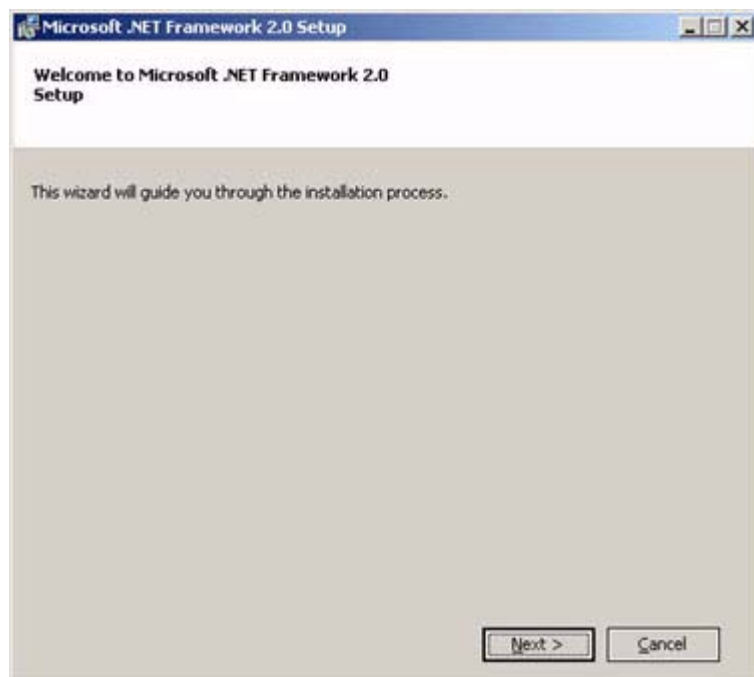 Microsoft .NET Framework 2.0 Setup
Welcome to Microsoft .NET Framework 2.0
Setup
This wizard will guide you through the installation process.
Next >
Cancel